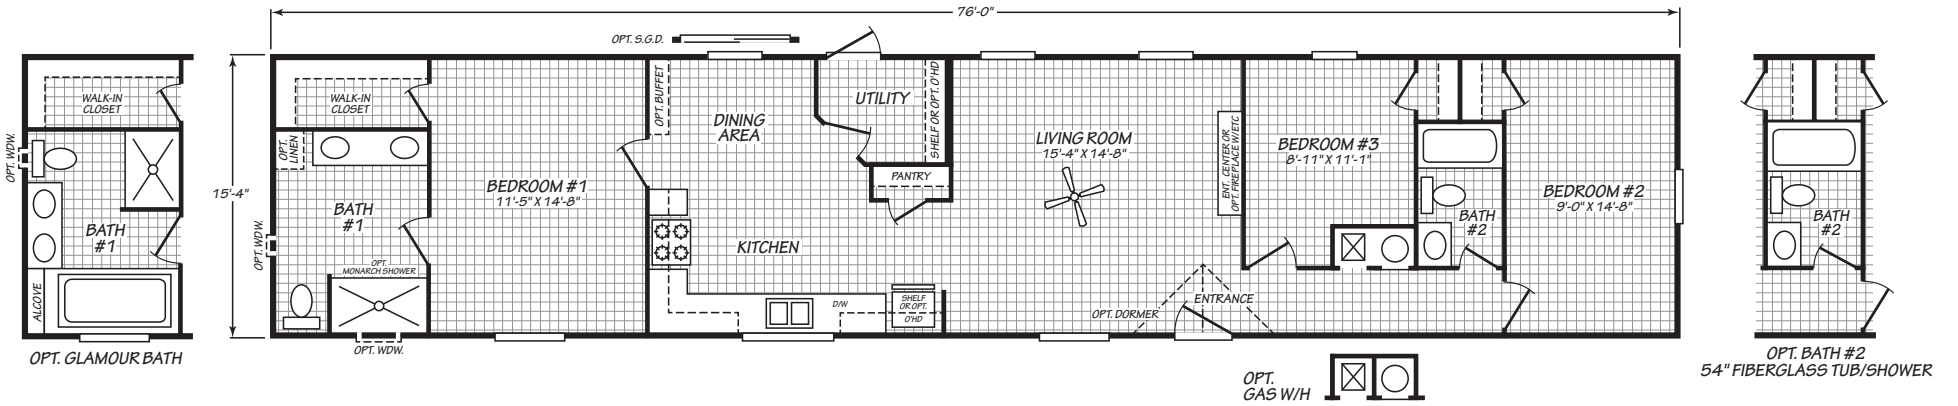 76'-0"
OPT. S.G.D.
WALK-IN
CLOSET
OPT. WDW.
BATH
#1
ALCOVE
OPT. GLAMOUR BATH
15'-4"
WALK-IN
CLOSET
OPT.
LINEN
BATH
#1
OPT. WDW.
OPT.
MONARCH SHOWER
OPT. WDW.
BEDROOM #1
11'-5" X 14'-8"
OPT. BUFFET
DINING
AREA
UTILITY
SHELF OR OPT. O'HD
PANTRY
KITCHEN
D/W
SHELF
OR OPT.
O'HD
LIVING ROOM
15'-4" X 14'-8"
ENT. CENTER OR
OPT. FIREPLACE W/ETC
OPT. DORMER
ENTRANCE
BEDROOM #3
8'-11" X 11'-1"
BATH
#2
BEDROOM #2
9'-0" X 14'-8"
OPT.
GAS W/H
BATH
#2
OPT. BATH #2
54" FIBERGLASS TUB/SHOWER